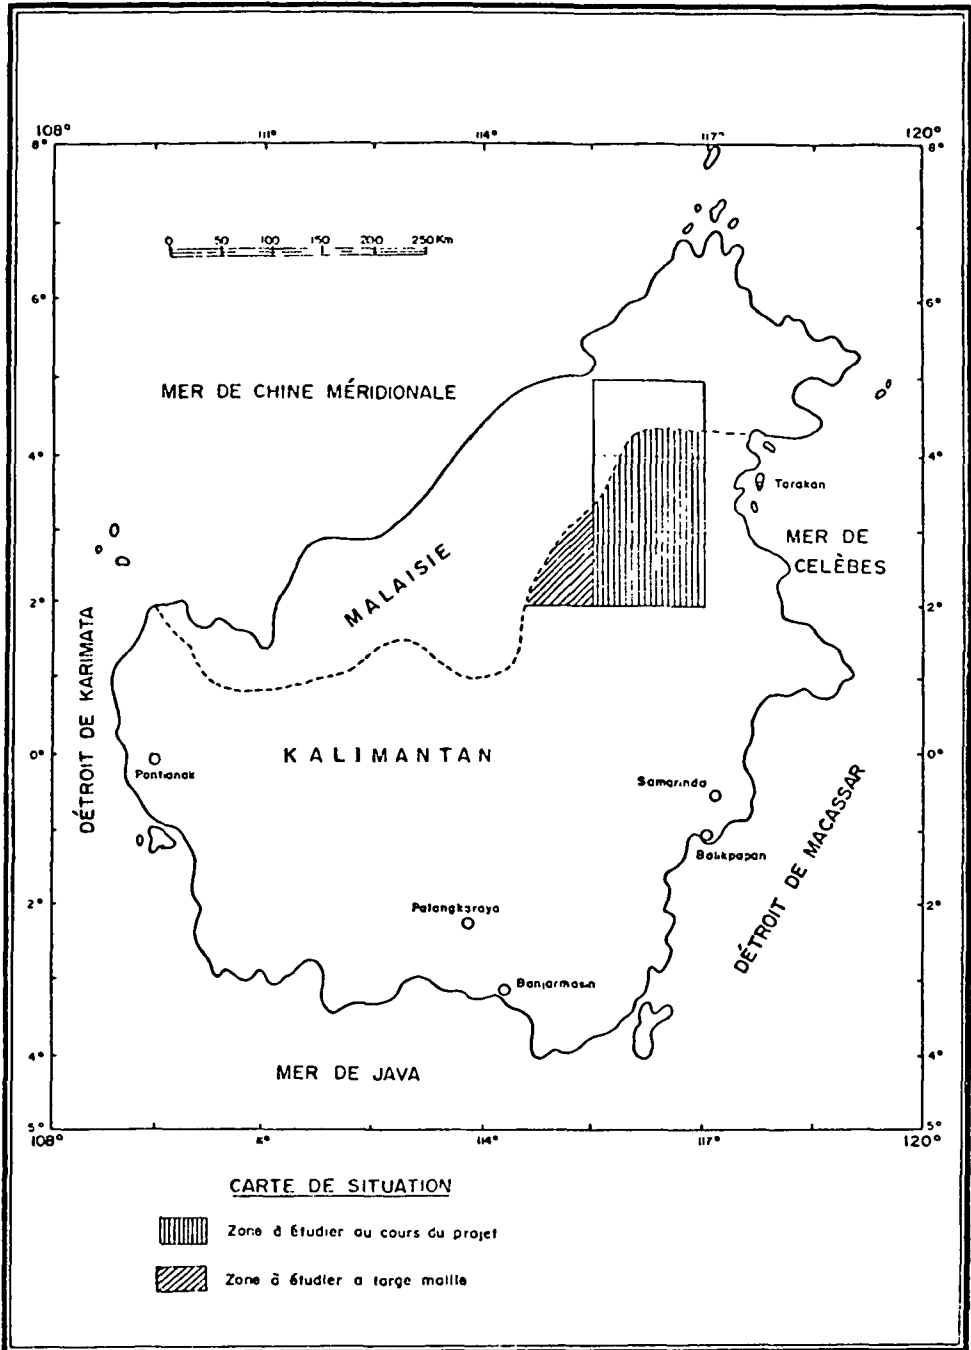 108° 111° 114° 117° 120°
8° 8°
0 50 100 150 200 250 Km
6° 6°
MER DE CHINE MÉRIDIONALE
4° 4°
Tarakan
MER DE
CELÈBES
MALAISIE
2° 2°
DÉTROIT DE KARIMATA
KALIMANTAN
0° 0°
Pontianak
Samarinda
Balikpapan
DÉTROIT DE MACASSAR
2° 2°
Palangkaraya
Banjarmasin
4° 4°
MER DE JAVA
5° 5°
108° 114° 117° 120°
CARTE DE SITUATION
Zone à étudier au cours du projet
Zone à étudier a large maille